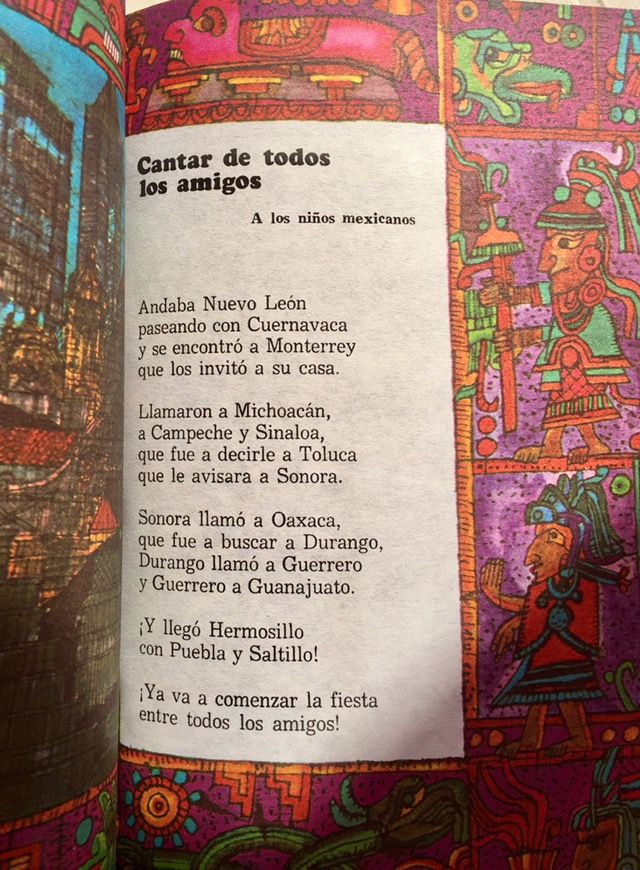 Cantar de todos
los amigos
A los niños mexicanos
Andaba Nuevo León
paseando con Cuernavaca
y se encontró a Monterrey
que los invitó a su casa.
Llamaron a Michoacán,
a Campeche y Sinaloa,
que fue a decirle a Toluca
que le avisara a Sonora.
Sonora llamó a Oaxaca,
que fue a buscar a Durango,
Durango llamó a Guerrero
y Guerrero a Guanajuato.
¡Y llegó Hermosillo
con Puebla y Saltillo!
¡Ya va a comenzar la fiesta
entre todos los amigos!